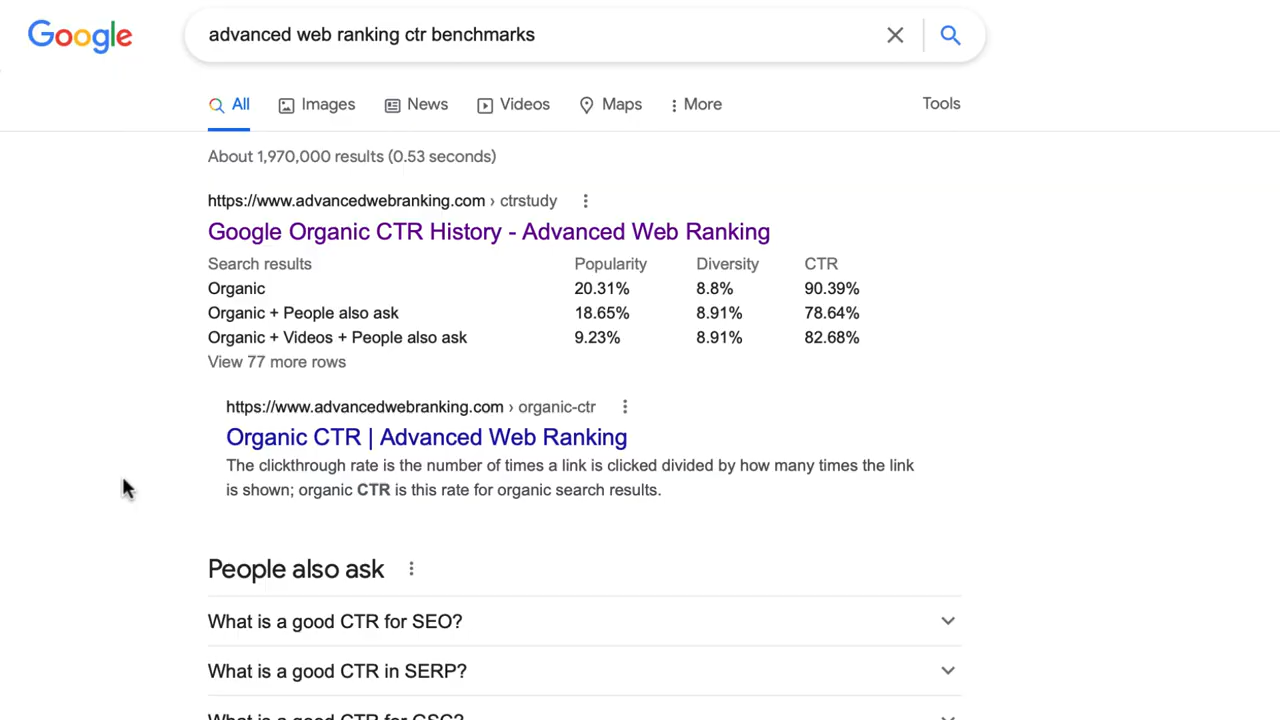 Google
advanced web ranking ctr benchmarks
All Images News Videos Maps More Tools
About 1,970,000 results (0.53 seconds)
https://www.advancedwebranking.com › ctrstudy
Google Organic CTR History - Advanced Web Ranking
Search results Popularity Diversity CTR
Organic 20.31% 8.8% 90.39%
Organic + People also ask 18.65% 8.91% 78.64%
Organic + Videos + People also ask 9.23% 8.91% 82.68%
View 77 more rows
https://www.advancedwebranking.com › organic-ctr
Organic CTR | Advanced Web Ranking
The clickthrough rate is the number of times a link is clicked divided by how many times the link
is shown; organic CTR is this rate for organic search results.
People also ask
What is a good CTR for SEO?
What is a good CTR in SERP?
What is a good CTR for GSC?